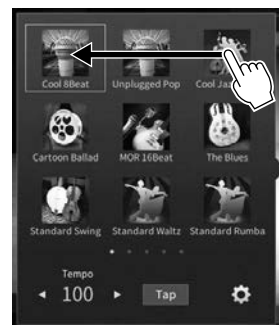 Cool 8Beat Unplugged Pop Cool Jaz
Cartoon Ballad MOR 16Beat The Blues
Standard Swing Standard Waltz Standard Rumba
Tempo
100 Tap